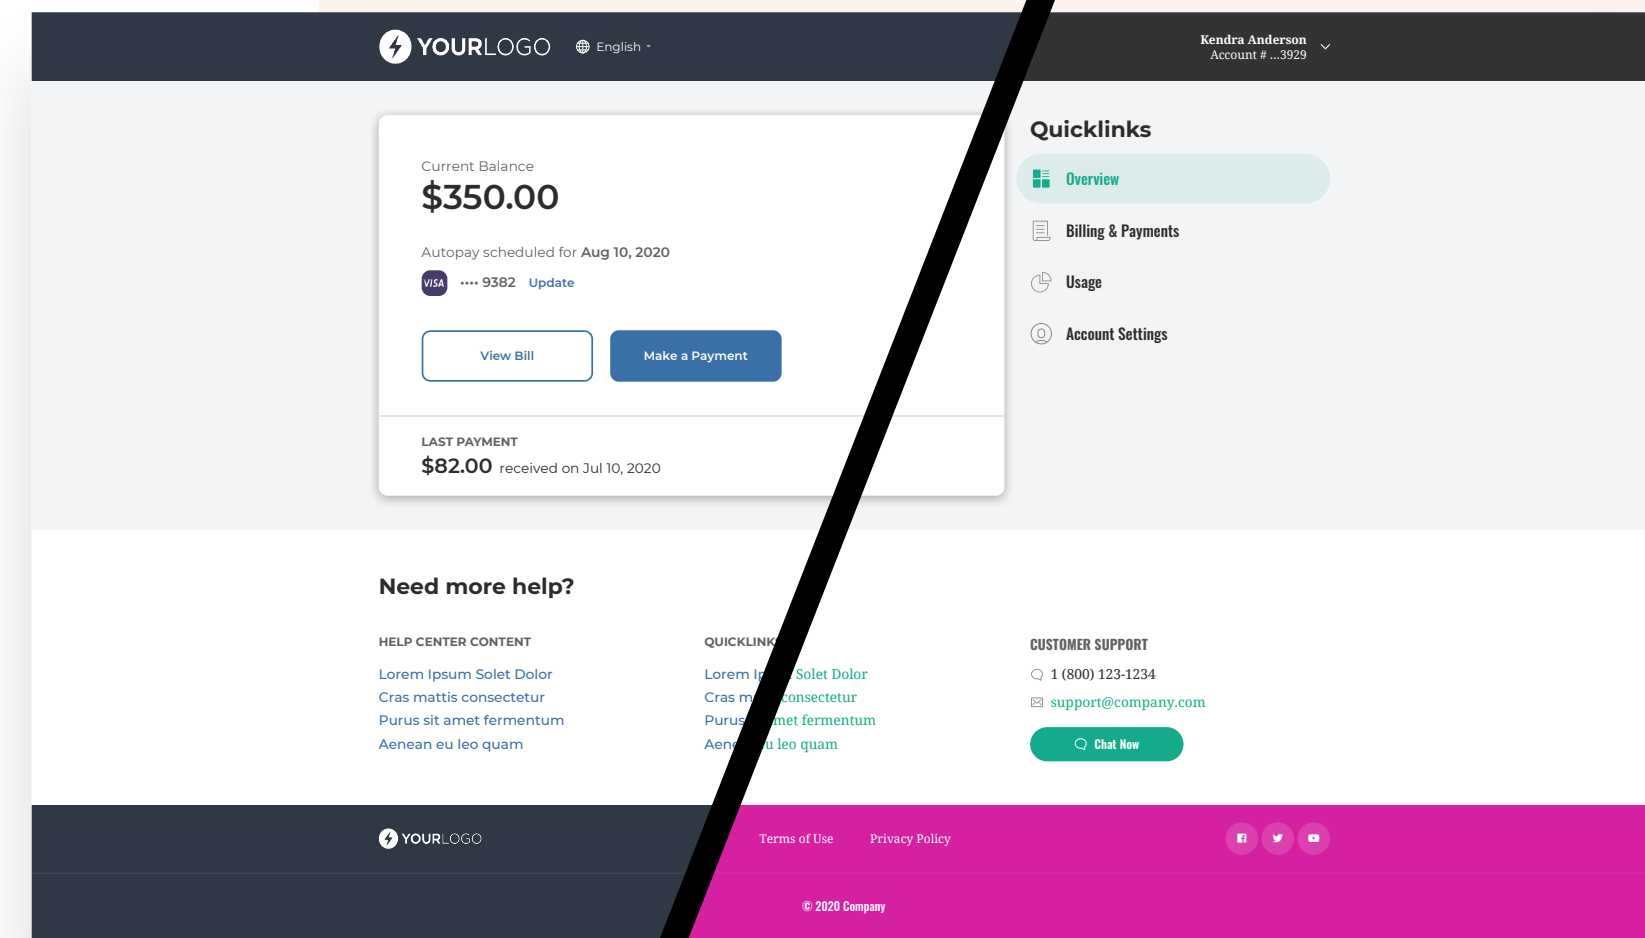 YOURLOGO
English
Kendra Anderson
Account # ...3929
Current Balance
$350.00
Autopay scheduled for Aug 10, 2020
VISA •••• 9382 Update
View Bill
Make a Payment
LAST PAYMENT
$82.00 received on Jul 10, 2020
Quicklinks
Overview
Billing & Payments
Usage
Account Settings
Need more help?
HELP CENTER CONTENT
Lorem Ipsum Solet Dolor
Cras mattis consectetur
Purus sit amet fermentum
Aenean eu leo quam
Lorem Solet Dolor
Cras consectetur
Purus fermentum
leo quam
CUSTOMER SUPPORT
1 (800) 123-1234
support@company.com
Chat Now
YOURLOGO
Terms of Use
Privacy Policy
© 2020 Company